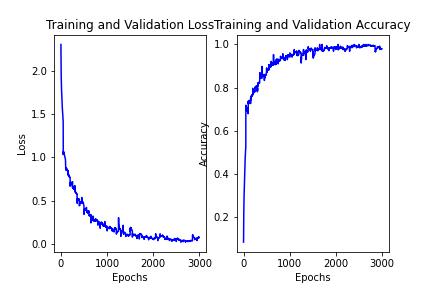 Training and Validation Loss
2.0
1.5
1.0
0.5
0.0
Loss
0 1000 2000 3000
Epochs
Training and Validation Accuracy
1.0
0.8
0.6
0.4
0.2
Accuracy
0 1000 2000 3000
Epochs